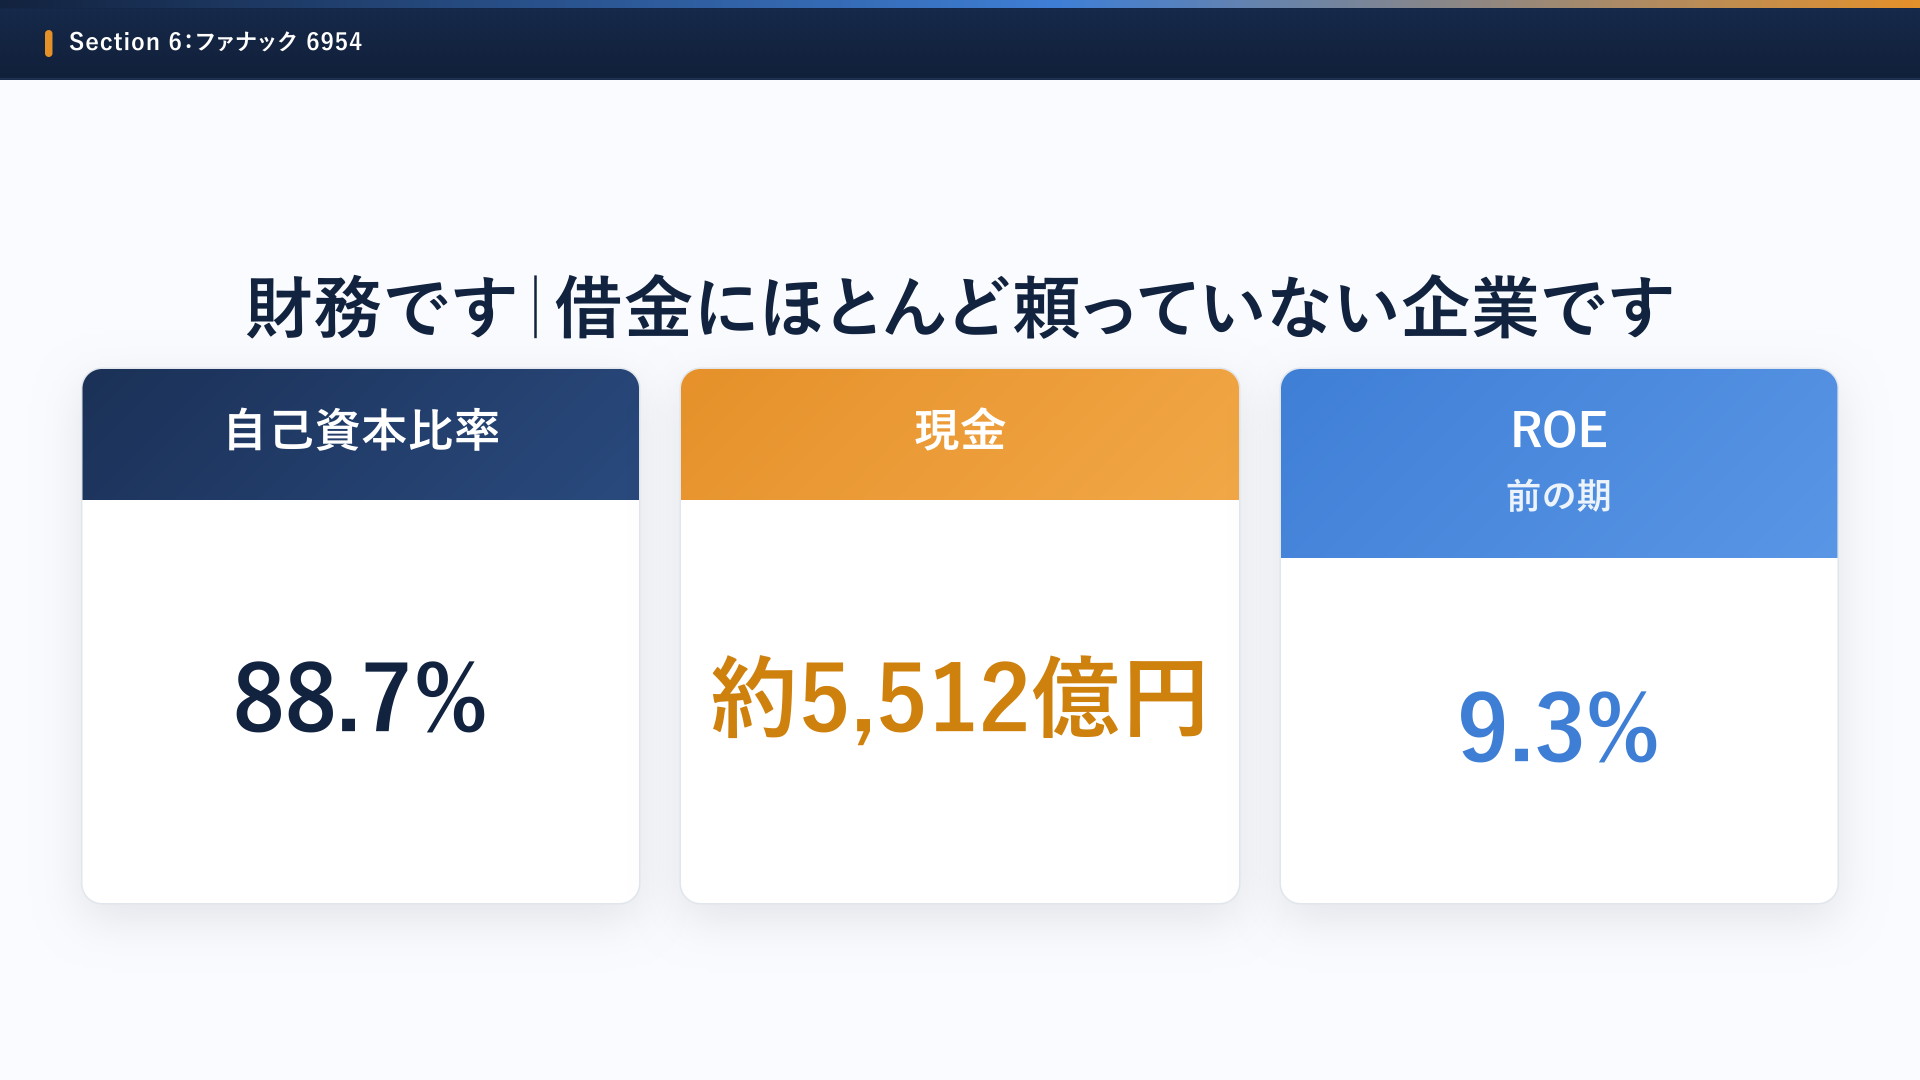 Section 6：ファナック 6954
財務です｜借金にほとんど頼っていない企業です
自己資本比率
88.7%
現金
約5,512億円
ROE
前の期
9.3%